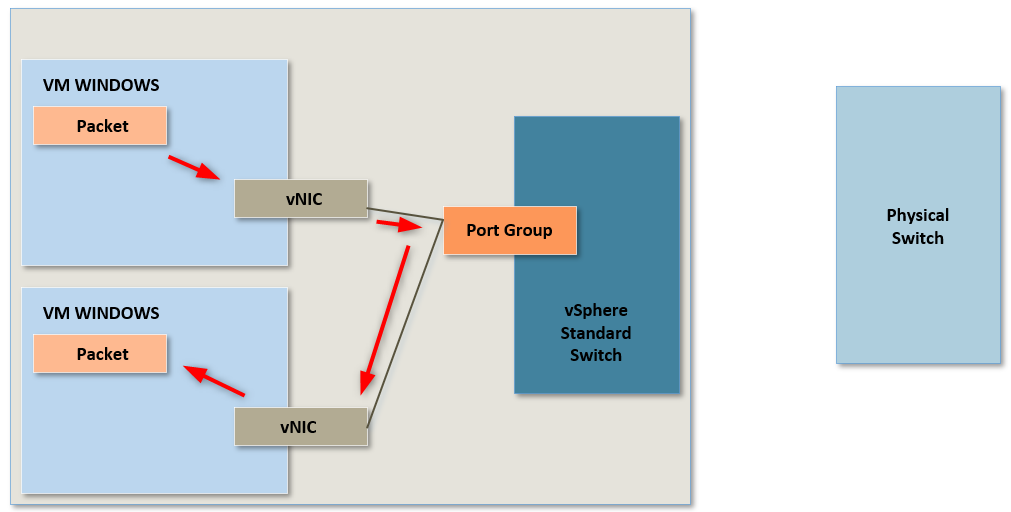 VM WINDOWS
Packet
vNIC
Port Group
vSphere
Standard
Switch
VM WINDOWS
Packet
vNIC
Physical
Switch